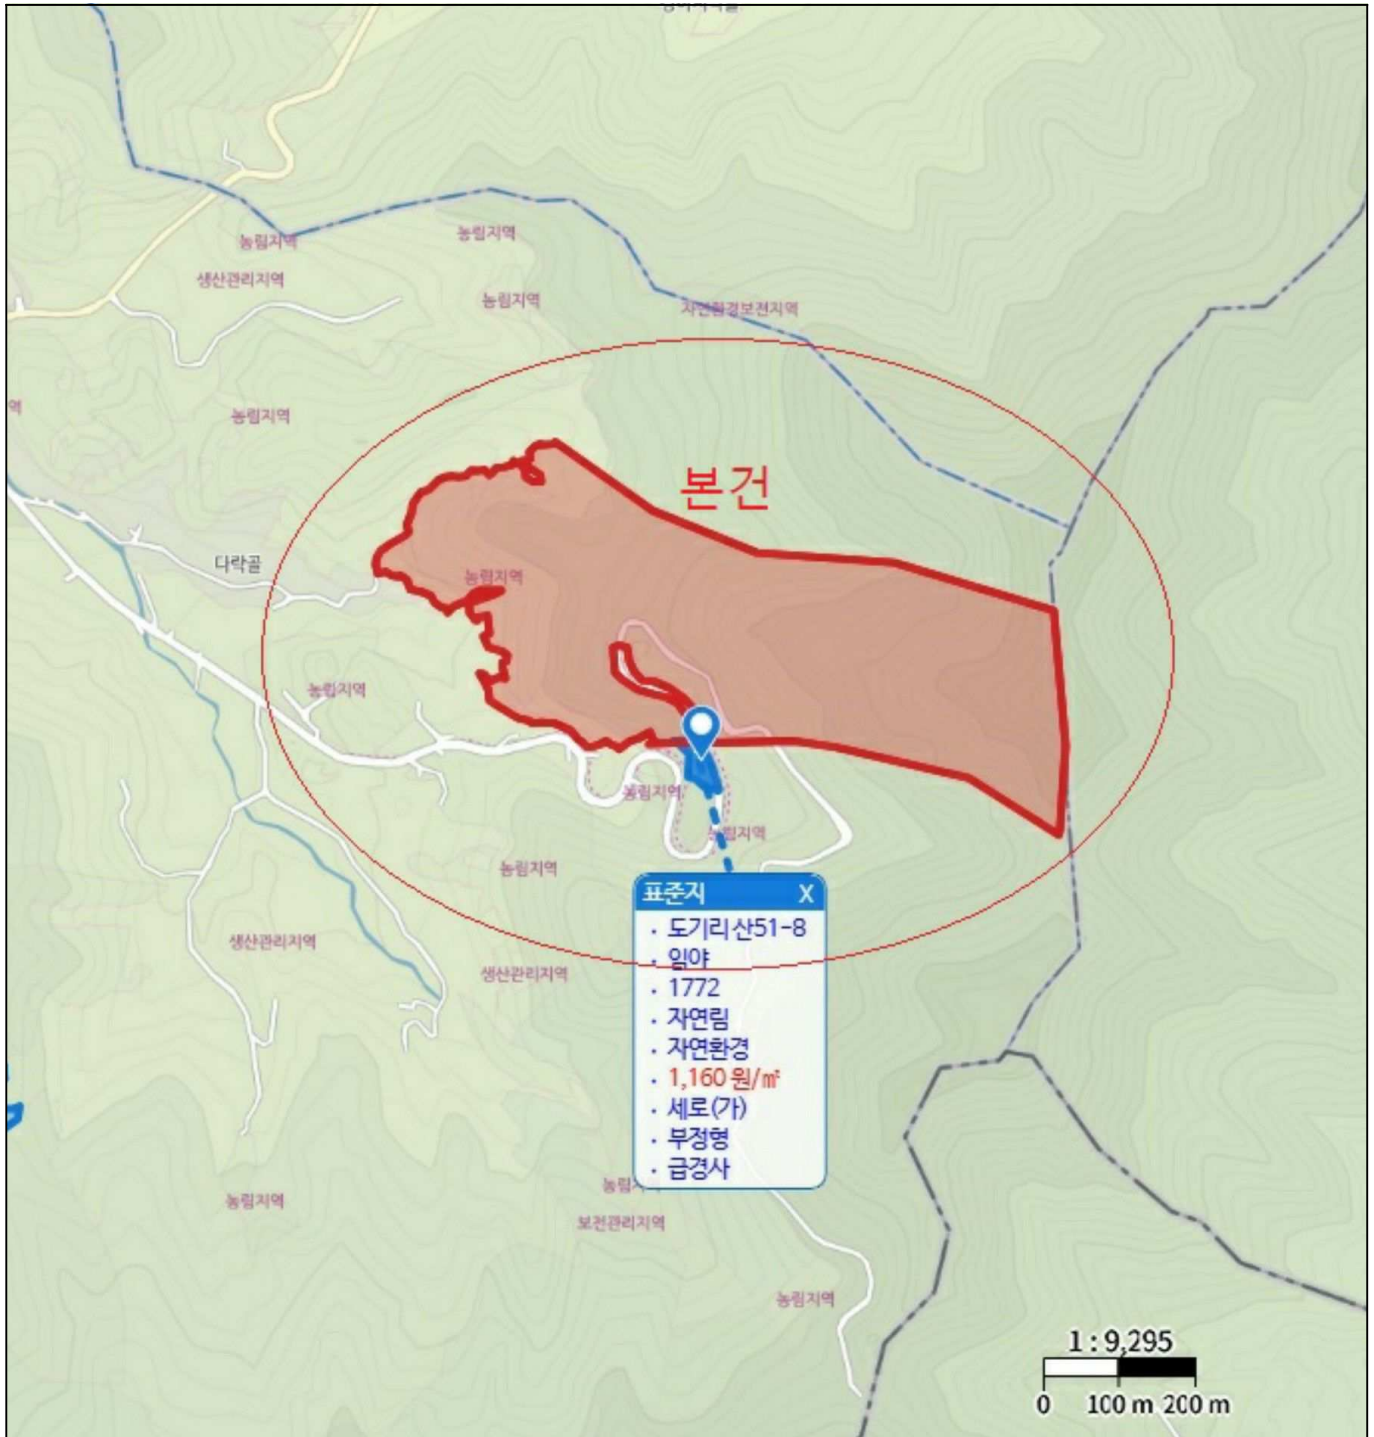 농림지역
농림지역
생산관리지역
농림지역
자연환경보전지역
역
농림지역
본건
다락골
농림지역
농림지역
농림지역
농림지역
농림지역
표준지 X
· 도기리 산51-8
· 임야
· 1772
· 자연림
· 자연환경
· 1,160 원/㎡
· 세로(가)
· 부정형
· 급경사
생산관리지역
생산관리지역
농림지역
농림
보전관리지역
농림지역
1 : 9,295
0 100 m 200 m